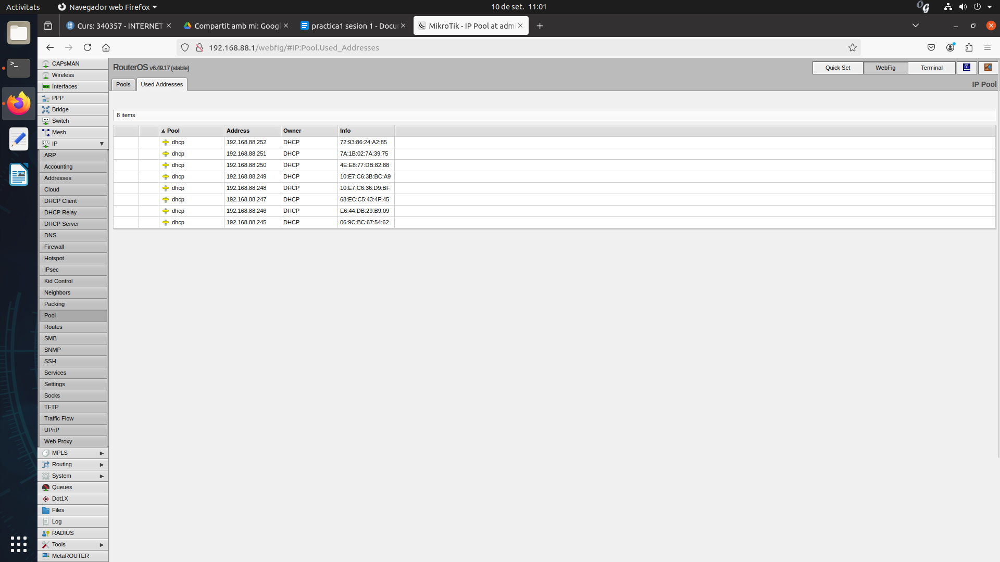 Activitats
Navegador web Firefox
10 de set. 11:01
Curs: 340357 - INTERNET
Compartit amb mi: Googl
practica1 sesion 1 - Docu
MikroTik - IP Pool at admi
192.168.88.1/webfig/#IP:Pool.Used_Addresses
RouterOS v6.49.17 (stable)
Quick Set
WebFig
Terminal
Pools
Used Addresses
IP Pool
8 items
Pool Address Owner Info
dhcp 192.168.88.252 DHCP 72:93:86:24:A2:85
dhcp 192.168.88.251 DHCP 7A:1B:02:7A:39:75
dhcp 192.168.88.250 DHCP 4E:E8:77:DB:82:88
dhcp 192.168.88.249 DHCP 10:E7:C6:3B:BC:A9
dhcp 192.168.88.248 DHCP 10:E7:C6:36:D9:BF
dhcp 192.168.88.247 DHCP 68:EC:C5:43:4F:45
dhcp 192.168.88.246 DHCP E6:44:DB:29:B9:09
dhcp 192.168.88.245 DHCP 06:9C:BC:67:54:62
CAPsMAN
Wireless
Interfaces
PPP
Bridge
Switch
Mesh
IP
ARP
Accounting
Addresses
Cloud
DHCP Client
DHCP Relay
DHCP Server
DNS
Firewall
Hotspot
IPsec
Kid Control
Neighbors
Packing
Pool
Routes
SMB
SNMP
SSH
Services
Settings
Socks
TFTP
Traffic Flow
UPnP
Web Proxy
MPLS
Routing
System
Queues
Dot1X
Files
Log
RADIUS
Tools
MetaROUTER